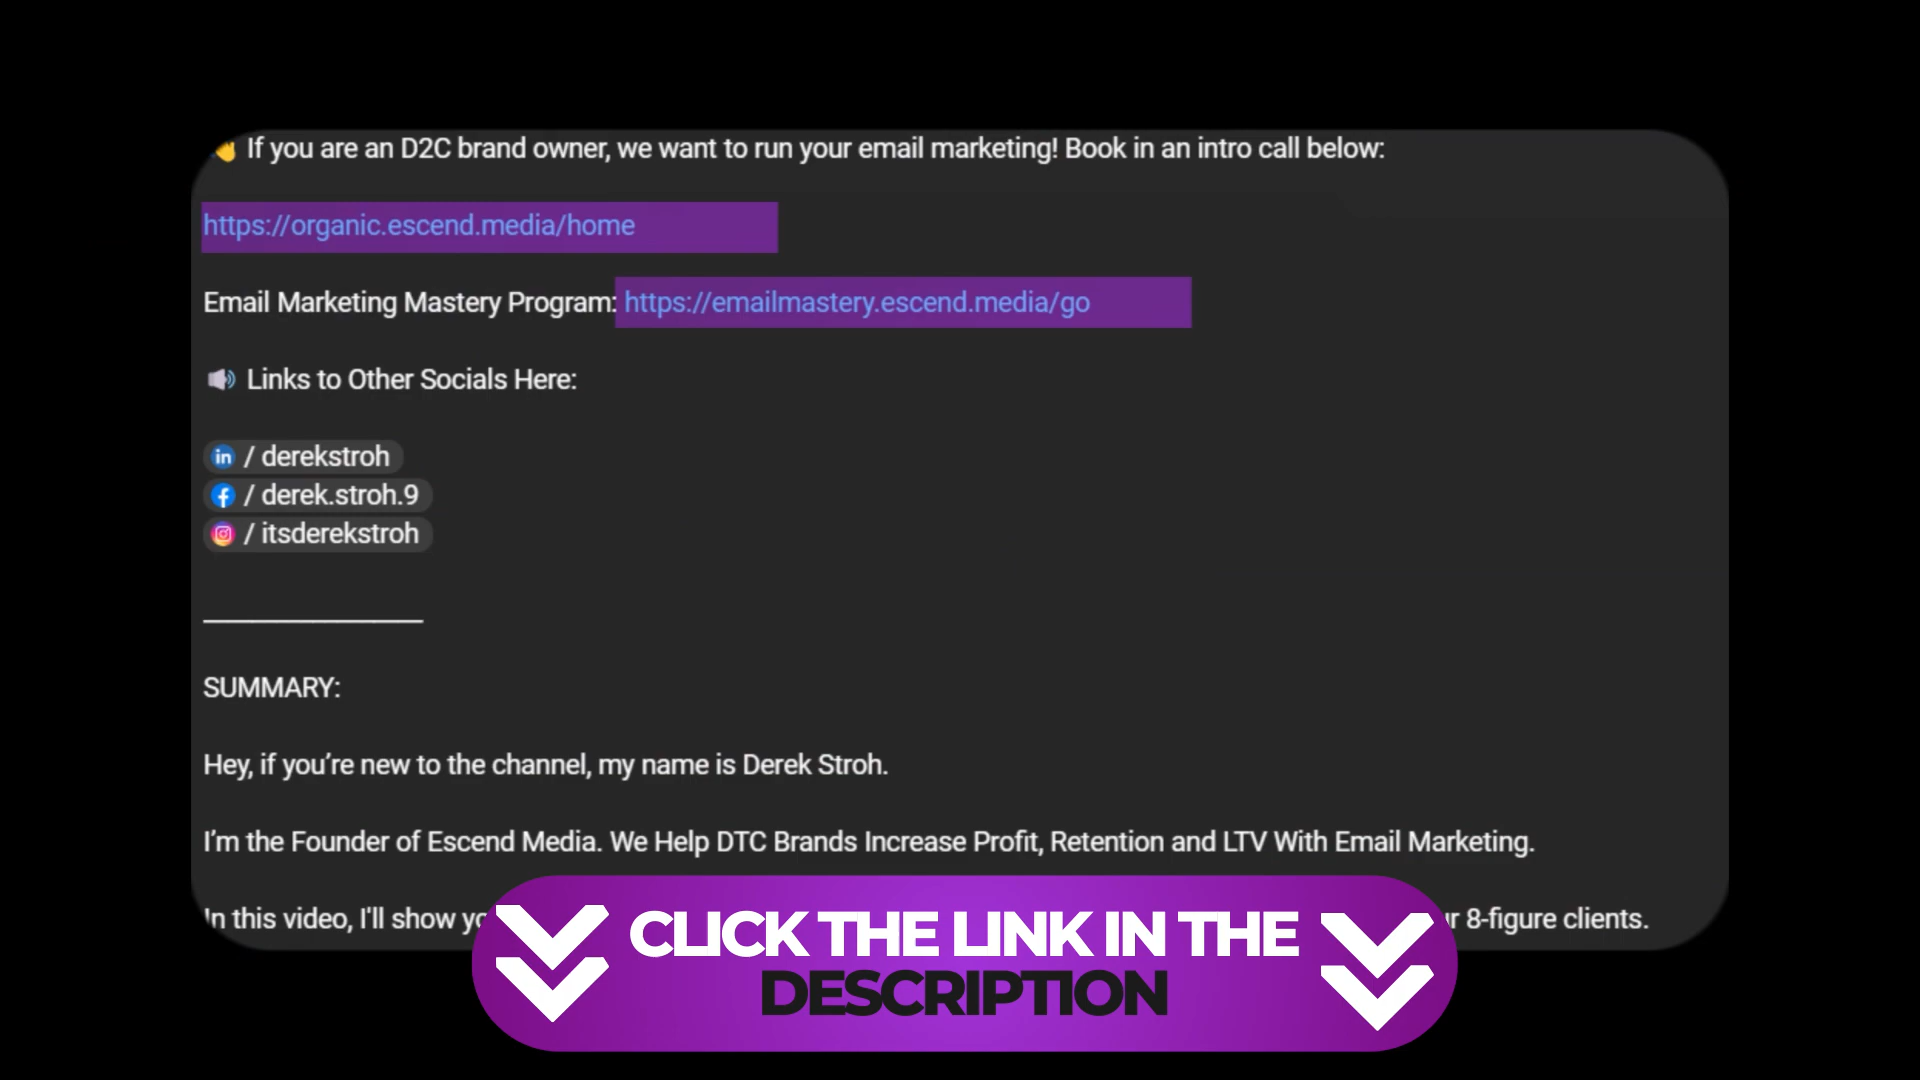 If you are an D2C brand owner, we want to run your email marketing! Book in an intro call below:
https://organic.escend.media/home
Email Marketing Mastery Program: https://emailmastery.escend.media/go
Links to Other Socials Here:
/ derekstroh
/ derek.stroh.9
/ itsderekstroh
SUMMARY:
Hey, if you’re new to the channel, my name is Derek Stroh.
I’m the Founder of Escend Media. We Help DTC Brands Increase Profit, Retention and LTV With Email Marketing.
In this video, I'll show 8-figure clients.
CLICK THE LINK IN THE
DESCRIPTION